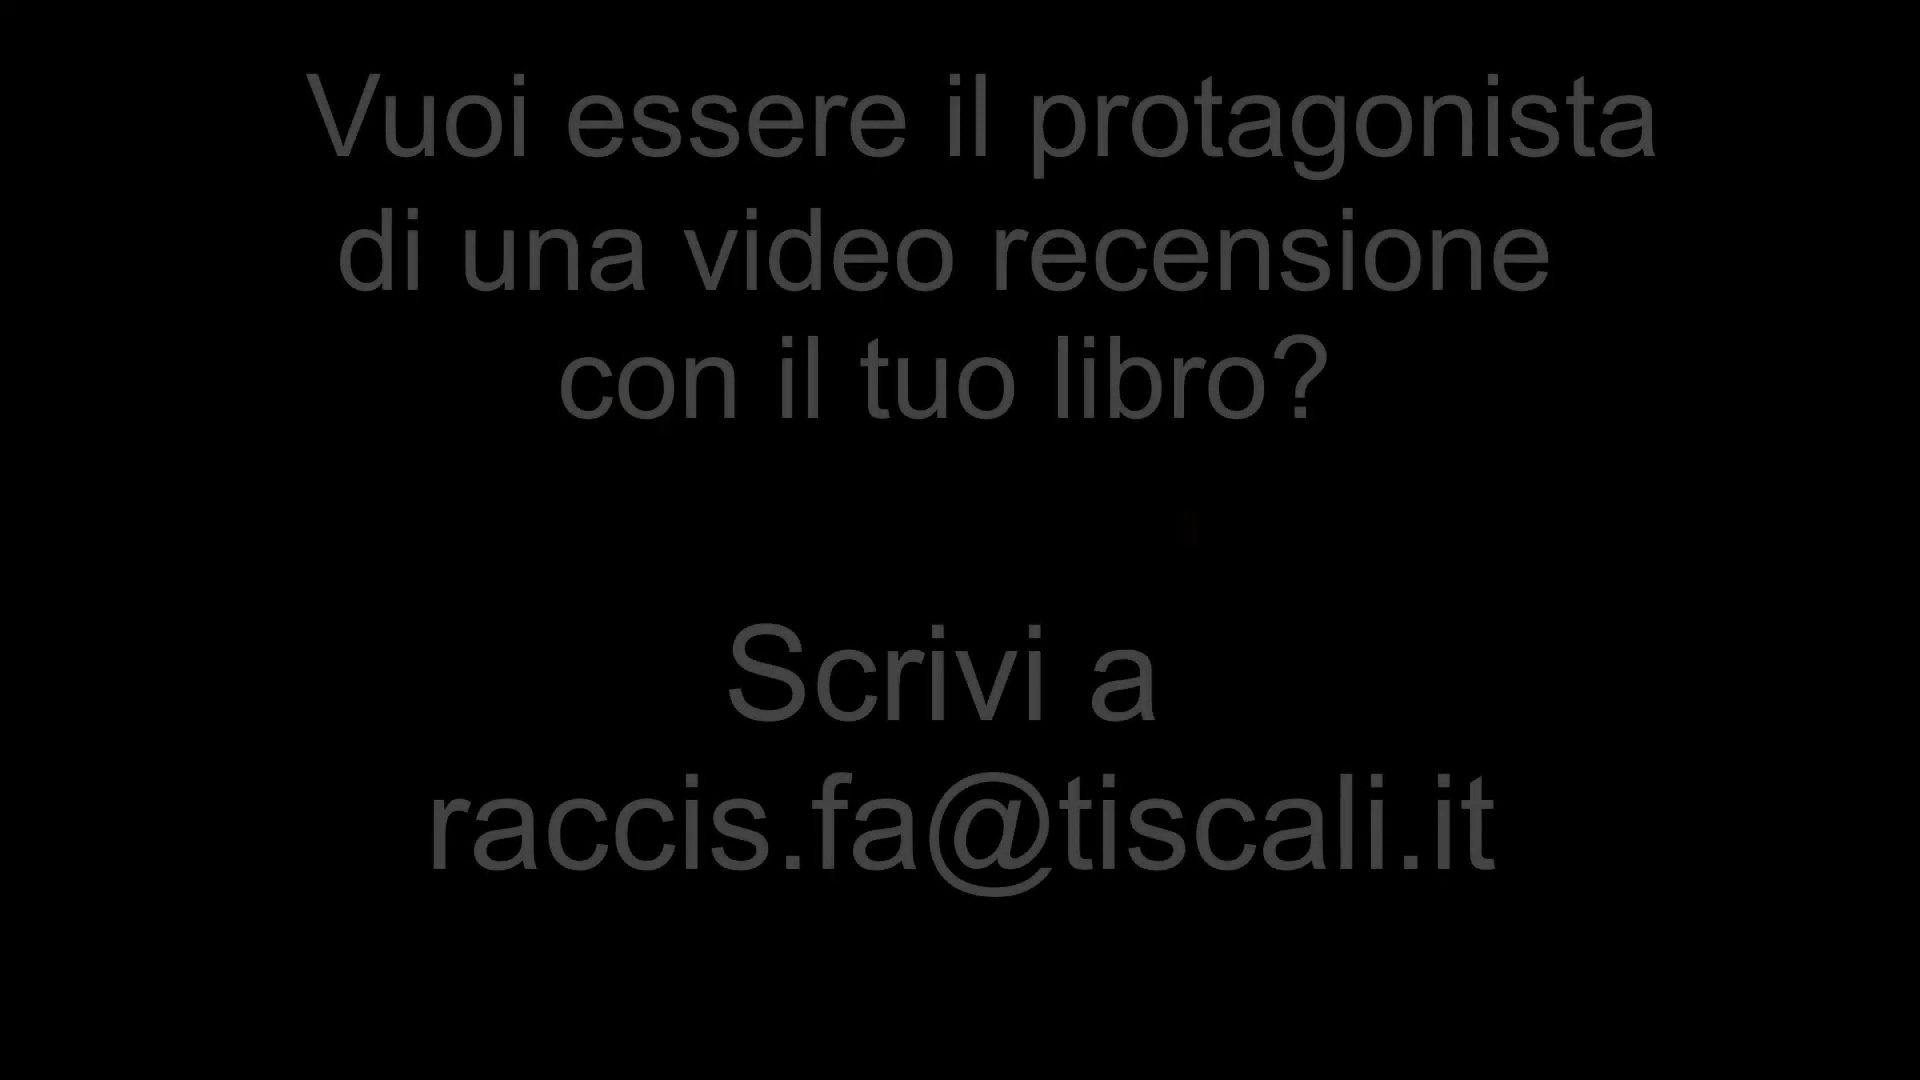 Vuoi essere il protagonista
di una video recensione
con il tuo libro?
Scrivi a
raccis.fa@tiscali.it